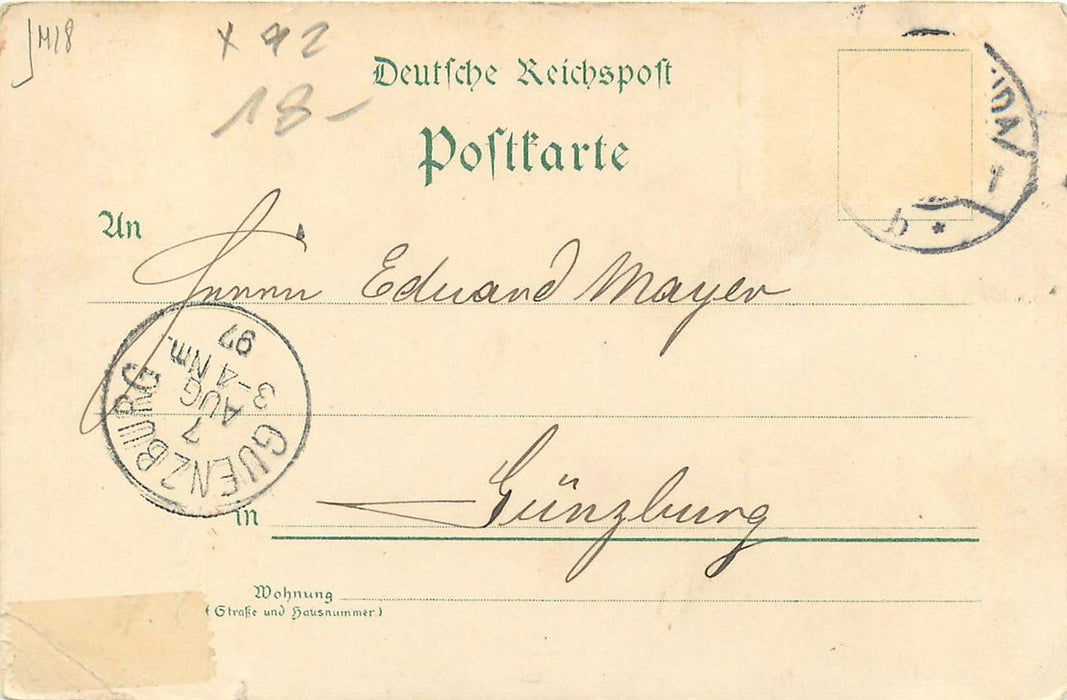 JM18
x 92
18-
Deutsche Reichspost
Postkarte
An
Herrn Eduard Mayer
GUENZBURG
7
AUG
3-4 Nm.
97
in Günzburg
Wohnung
(Straße und Hausnummer)